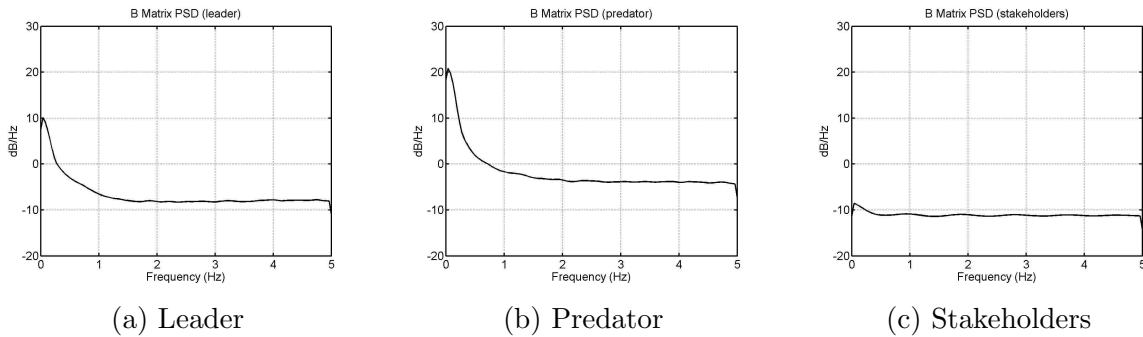 B Matrix PSD (leader)
30
20
10
0
-10
-20
dB/Hz
0 1 2 3 4 5
Frequency (Hz)
(a) Leader
B Matrix PSD (predator)
30
20
10
0
-10
-20
dB/Hz
0 1 2 3 4 5
Frequency (Hz)
(b) Predator
B Matrix PSD (stakeholders)
30
20
10
0
-10
-20
dB/Hz
0 1 2 3 4 5
Frequency (Hz)
(c) Stakeholders